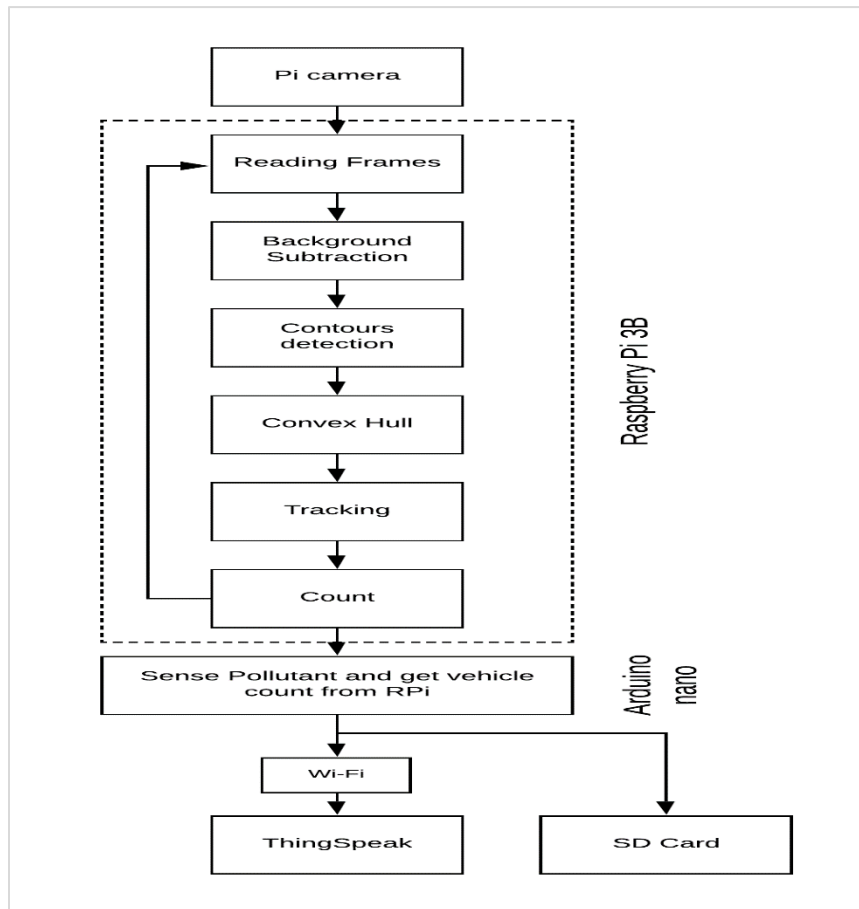 Pi camera
Reading Frames
Background
Subtraction
Contours
detection
Convex Hull
Tracking
Count
Raspberry Pi 3B
Sense Pollutant and get vehicle
count from RPi
Arduino
nano
Wi-Fi
ThingSpeak
SD Card